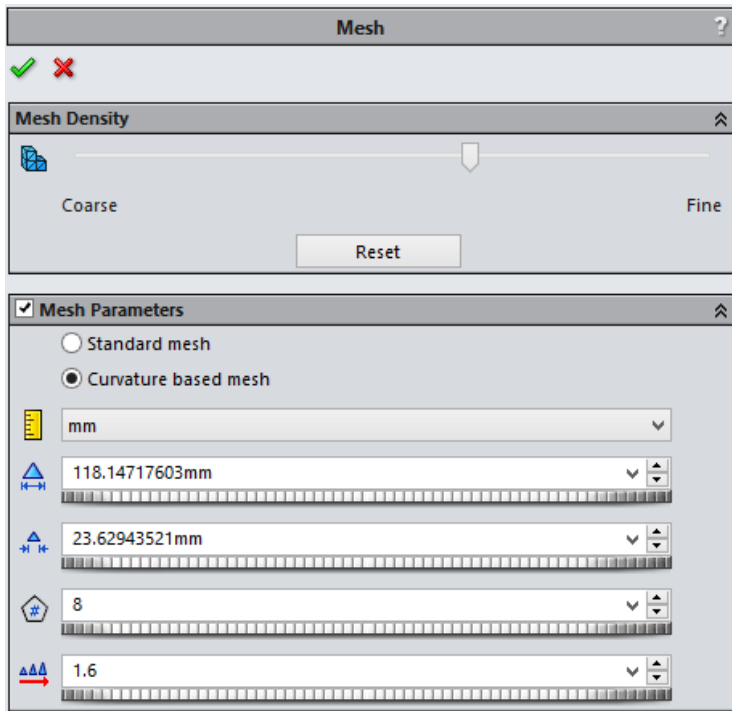 Mesh
?
Mesh Density
Coarse Fine
Reset
Mesh Parameters
Standard mesh
Curvature based mesh
mm
118.14717603mm
23.62943521mm
#
8
1.6